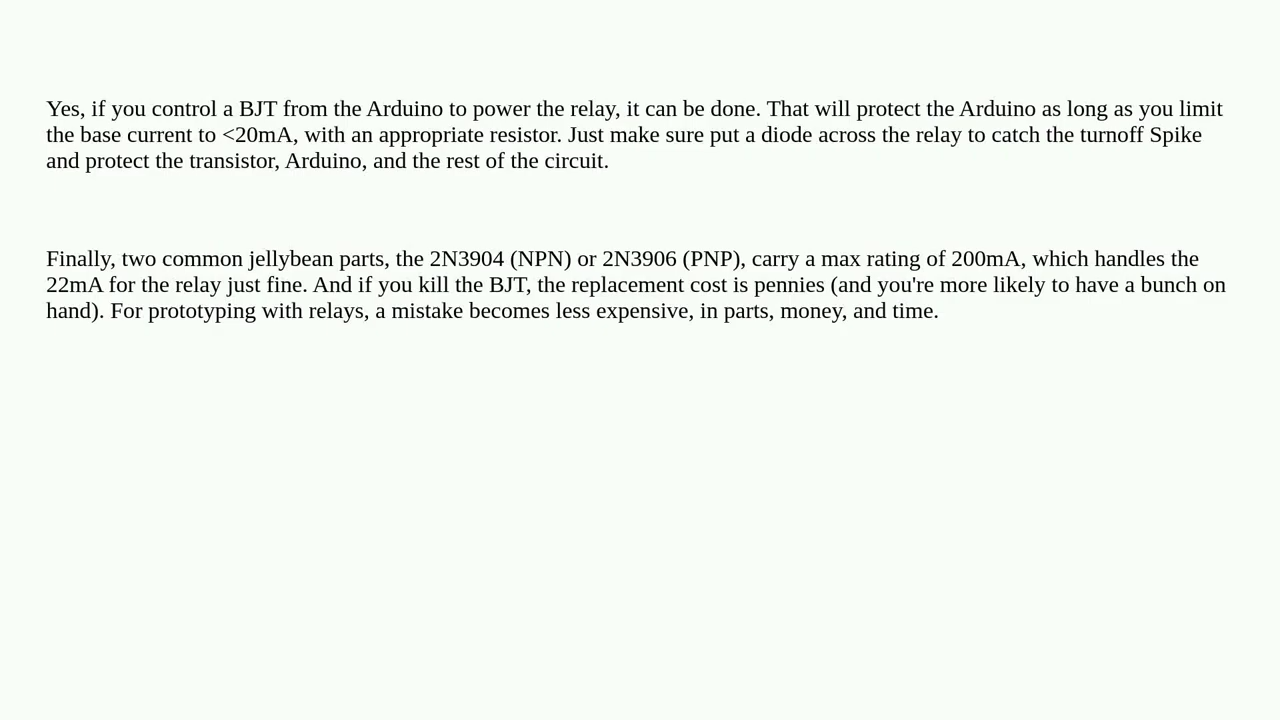 Yes, if you control a BJT from the Arduino to power the relay, it can be done. That will protect the Arduino as long as you limit
the base current to <20mA, with an appropriate resistor. Just make sure put a diode across the relay to catch the turnoff Spike
and protect the transistor, Arduino, and the rest of the circuit.
Finally, two common jellybean parts, the 2N3904 (NPN) or 2N3906 (PNP), carry a max rating of 200mA, which handles the
22mA for the relay just fine. And if you kill the BJT, the replacement cost is pennies (and you're more likely to have a bunch on
hand). For prototyping with relays, a mistake becomes less expensive, in parts, money, and time.